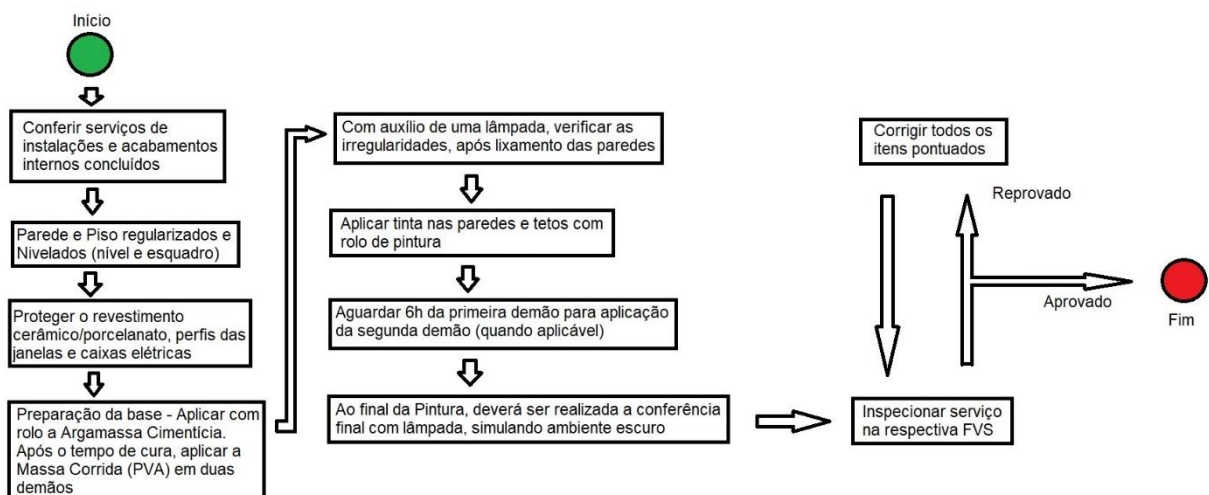 Início
Conferir serviços de
instalações e acabamentos
internos concluídos
Parede e Piso regularizados e
Nivelados (nível e esquadro)
Proteger o revestimento
cerâmico/porcelanato, perfis das
janelas e caixas elétricas
Preparação da base - Aplicar com
rolo a Argamassa Cimentícia.
Após o tempo de cura, aplicar a
Massa Corrida (PVA) em duas
demãos
Com auxílio de uma lâmpada, verificar as
irregularidades, após lixamento das paredes
Aplicar tinta nas paredes e tetos com
rolo de pintura
Aguardar 6h da primeira demão para aplicação
da segunda demão (quando aplicável)
Ao final da Pintura, deverá ser realizada a conferência
final com lâmpada, simulando ambiente escuro
Corrigir todos os
itens pontuados
Reprovado
Aprovado
Fim
Inspecionar serviço
na respectiva FVS